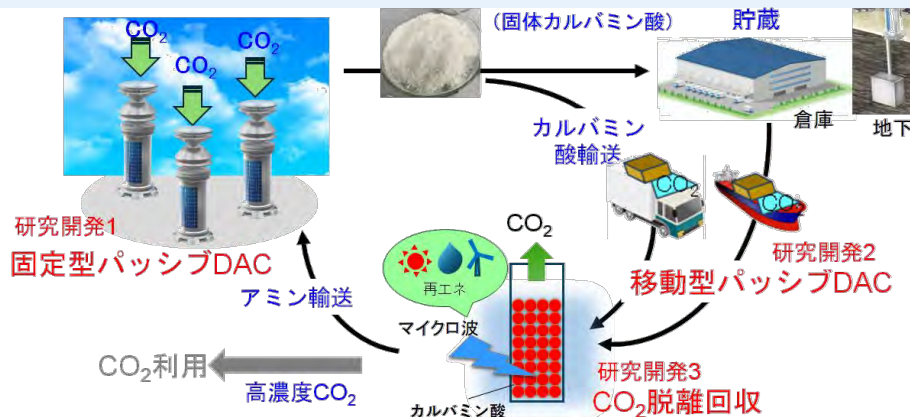 CO₂
CO₂
CO₂
(固体カルバミン酸)
貯蔵
倉庫
地下
カルバミン
酸輸送
CO₂
CO₂
研究開発1
固定型パッシブDAC
研究開発2
移動型パッシブDAC
アミン輸送
再エネ
マイクロ波
CO₂
CO₂利用
高濃度CO₂
カルバミン酸
研究開発3
CO₂脱離回収